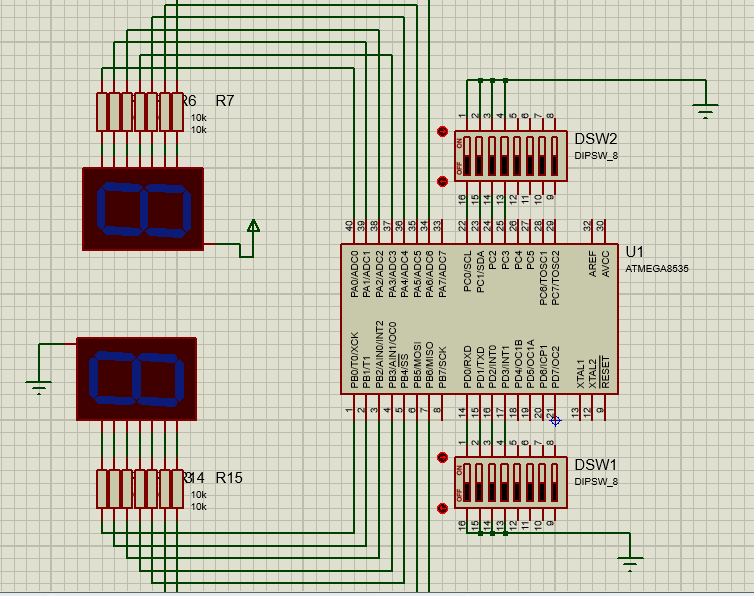 R6 R7
10k
10k
1 2 3 4 5 6 7 8
ON
OFF
DSW2
DIPSW_8
16 15 14 13 12 11 10 9
40 39 38 37 36 35 34 33 22 23 24 25 26 27 28 29 32 30
PA0/ADC0
PA1/ADC1
PA2/ADC2
PA3/ADC3
PA4/ADC4
PA5/ADC5
PA6/ADC6
PA7/ADC7
PC0/SCL
PC1/SDA
PC2
PC3
PC4
PC5
PC6/TOSC1
PC7/TOSC2
AREF
AVCC
U1
ATMEGA8535
PB0/T0/XCK
PB1/T1
PB2/AIN0/INT2
PB3/AIN1/OC0
PB4/SS
PB5/MOSI
PB6/MISO
PB7/SCK
PD0/RXD
PD1/TXD
PD2/INT0
PD3/INT1
PD4/OC1B
PD5/OC1A
PD6/ICP1
PD7/OC2
XTAL1
XTAL2
RESET
1 2 3 4 5 6 7 8 14 15 16 17 18 19 20 21 13 12 9
1 2 3 4 5 6 7 8
ON
OFF
DSW1
DIPSW_8
16 15 14 13 12 11 10 9
R14 R15
10k
10k